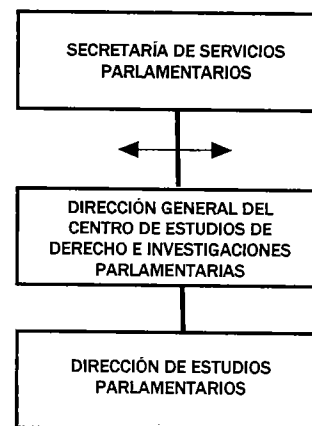 SECRETARÍA DE SERVICIOS
PARLAMENTARIOS
DIRECCIÓN GENERAL DEL
CENTRO DE ESTUDIOS DE
DERECHO E INVESTIGACIONES
PARLAMENTARIAS
DIRECCIÓN DE ESTUDIOS
PARLAMENTARIOS